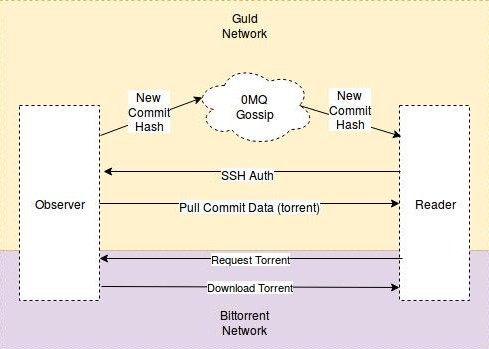 Guld
Network
New
Commit
Hash
0MQ
Gossip
New
Commit
Hash
SSH Auth
Observer
Pull Commit Data (torrent)
Reader
Request Torrent
Download Torrent
Bittorrent
Network